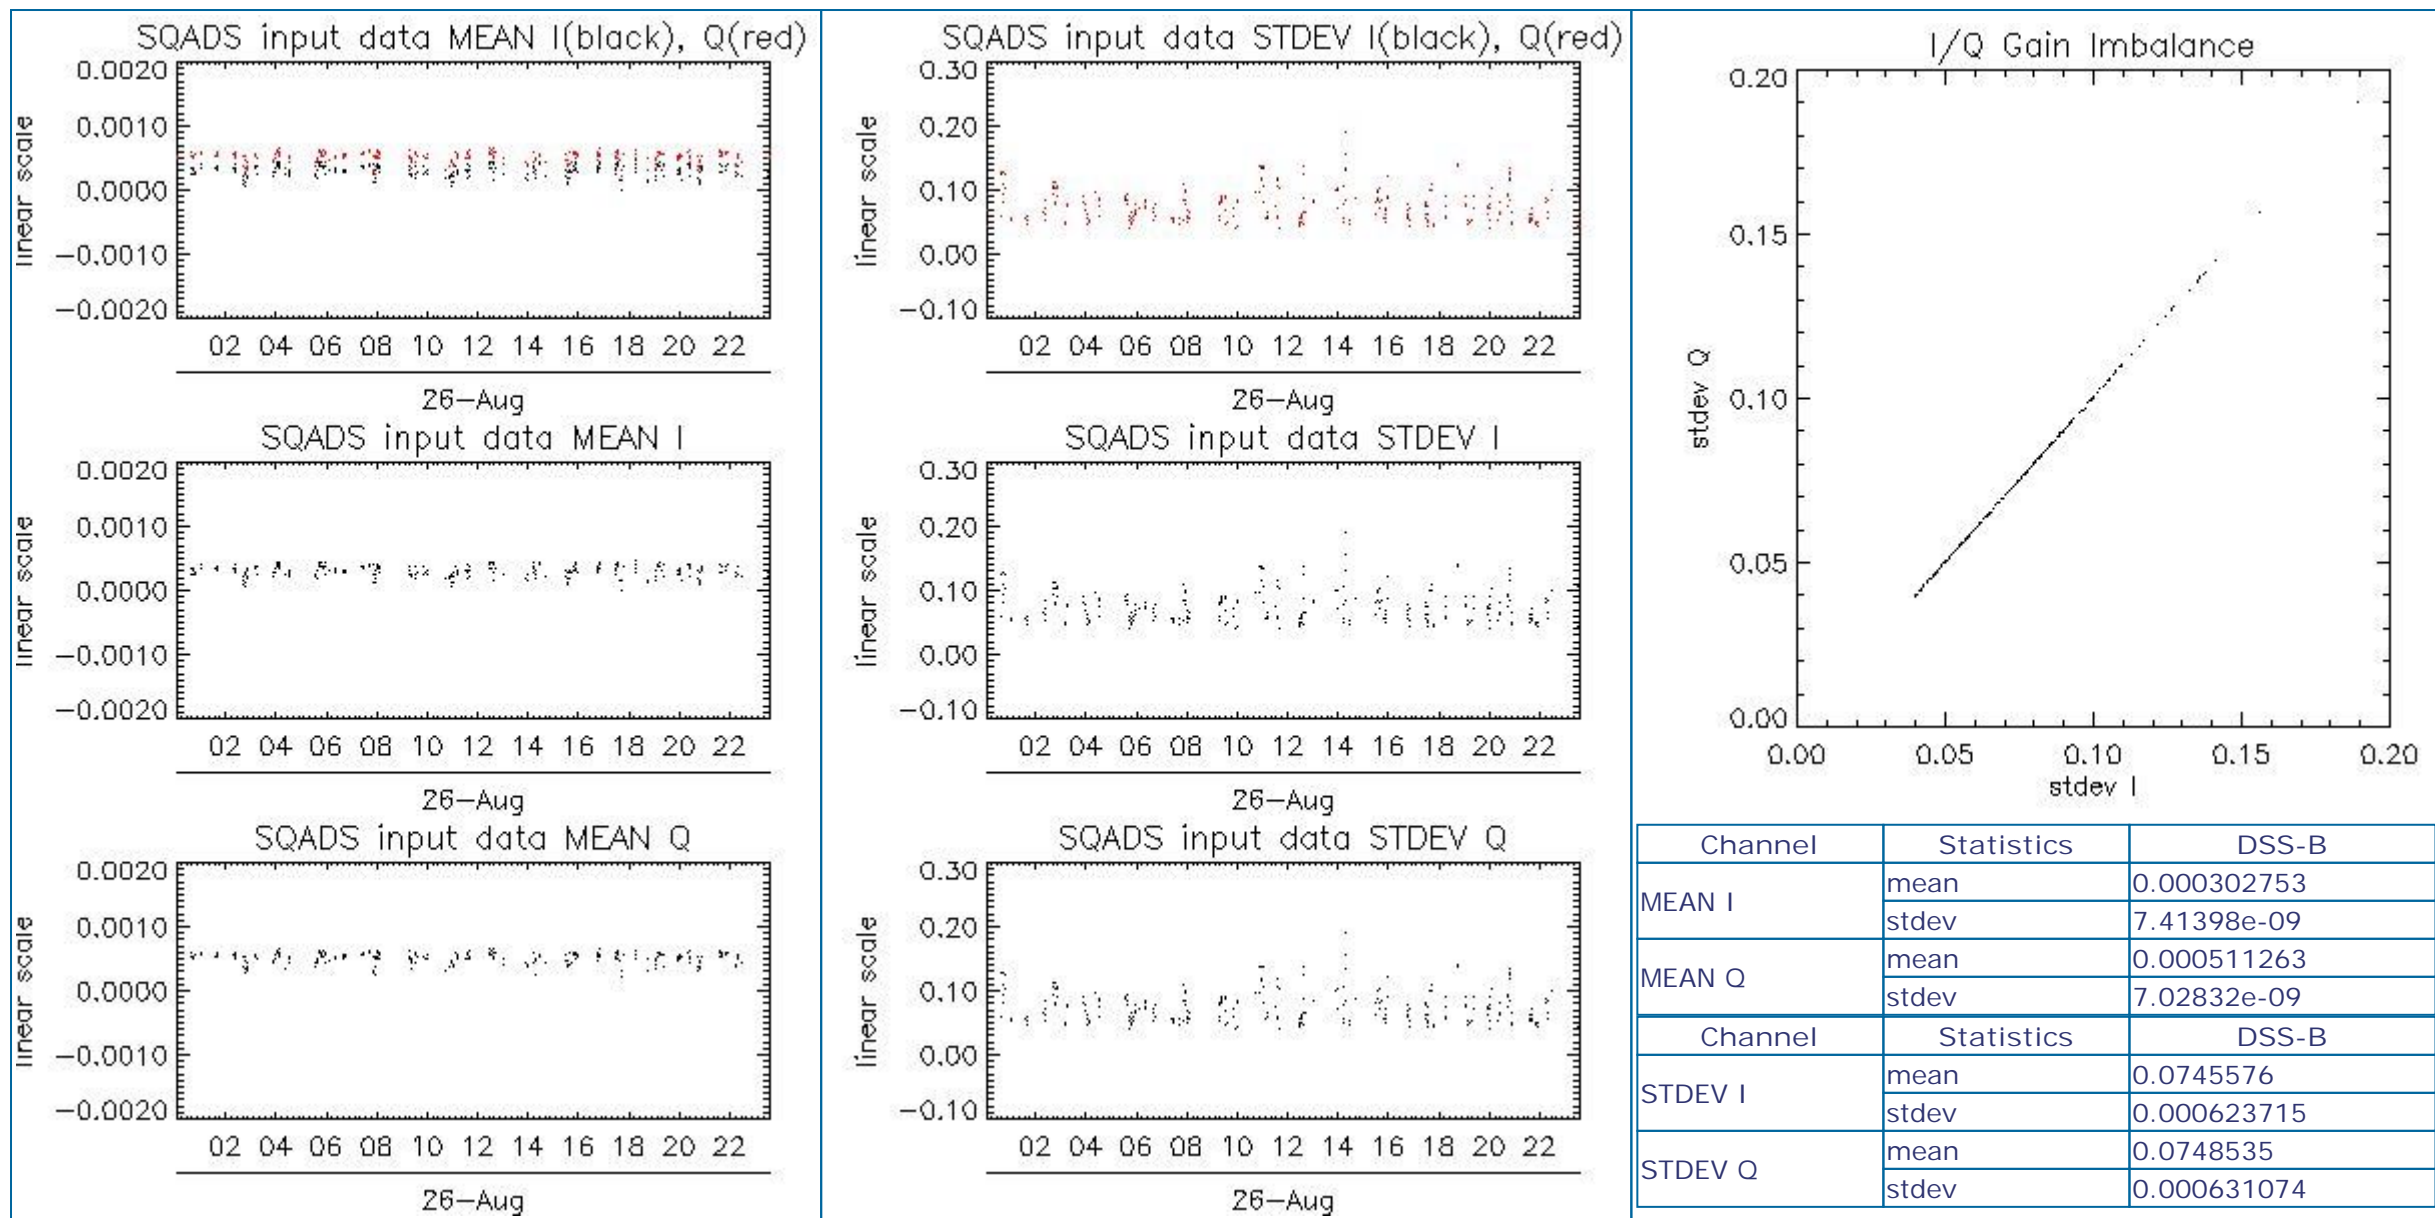 SQADS input data MEAN I(black), Q(red)
0.0020
0.0010
0.0000
−0.0010
−0.0020
linear scale
02 04 06 08 10 12 14 16 18 20 22
26−Aug
SQADS input data MEAN I
0.0020
0.0010
0.0000
−0.0010
−0.0020
linear scale
02 04 06 08 10 12 14 16 18 20 22
26−Aug
SQADS input data MEAN Q
0.0020
0.0010
0.0000
−0.0010
−0.0020
linear scale
02 04 06 08 10 12 14 16 18 20 22
26−Aug
SQADS input data STDEV I(black), Q(red)
0.30
0.20
0.10
0.00
−0.10
linear scale
02 04 06 08 10 12 14 16 18 20 22
26−Aug
SQADS input data STDEV I
0.30
0.20
0.10
0.00
−0.10
linear scale
02 04 06 08 10 12 14 16 18 20 22
26−Aug
SQADS input data STDEV Q
0.30
0.20
0.10
0.00
−0.10
linear scale
02 04 06 08 10 12 14 16 18 20 22
26−Aug
I/Q Gain Imbalance
0.20
0.15
0.10
0.05
0.00
stdev Q
0.00 0.05 0.10 0.15 0.20
stdev I
Channel Statistics DSS-B
MEAN I mean 0.000302753
stdev 7.41398e-09
MEAN Q mean 0.000511263
stdev 7.02832e-09
Channel Statistics DSS-B
STDEV I mean 0.0745576
stdev 0.000623715
STDEV Q mean 0.0748535
stdev 0.000631074